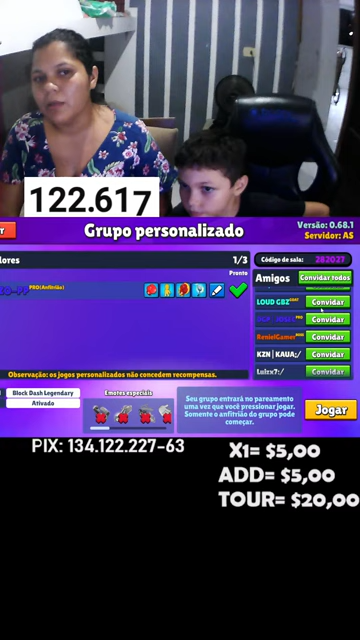 122.617
Grupo personalizado
Versão: 0.68.1
Servidor: AS
1/3
Código de sala: 282027
Pronto
Amigos
Convidar todos
PRO(Anfitrião)
LOUD GBZ
Convidar
Convidar
RenielGamer
Convidar
KZN | KAUA;/
Convidar
Luizx7:/
Convidar
Observação: os jogos personalizados não concedem recompensas.
Block Dash Legendary
Ativado
Emotes especiais
Seu grupo entrará no pareamento
uma vez que você pressionar jogar.
Somente o anfitrião do grupo pode
começar.
Jogar
PIX: 134.122.227-63
X1= $5,00
ADD= $5,00
TOUR= $20,00